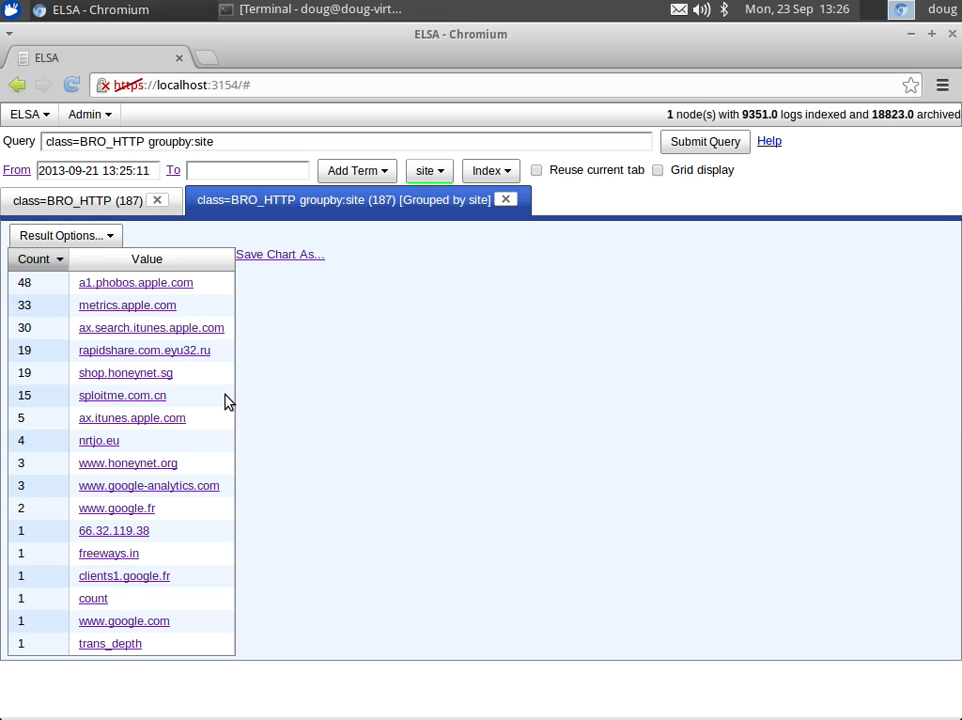 ELSA - Chromium
[Terminal - doug@doug-virt...
Mon, 23 Sep 13:26
doug
ELSA - Chromium
ELSA
https://localhost:3154/#
ELSA
Admin
1 node(s) with 9351.0 logs indexed and 18823.0 archived
Query
class=BRO_HTTP groupby:site
Submit Query
Help
From
2013-09-21 13:25:11
To
Add Term
site
Index
Reuse current tab
Grid display
class=BRO_HTTP (187)
class=BRO_HTTP groupby:site (187) [Grouped by site]
Result Options...
Save Chart As...
Count Value
48 a1.phobos.apple.com
33 metrics.apple.com
30 ax.search.itunes.apple.com
19 rapidshare.com.eyu32.ru
19 shop.honeynet.sg
15 sploitme.com.cn
5 ax.itunes.apple.com
4 nrtjo.eu
3 www.honeynet.org
3 www.google-analytics.com
2 www.google.fr
1 66.32.119.38
1 freeways.in
1 clients1.google.fr
1 count
1 www.google.com
1 trans_depth